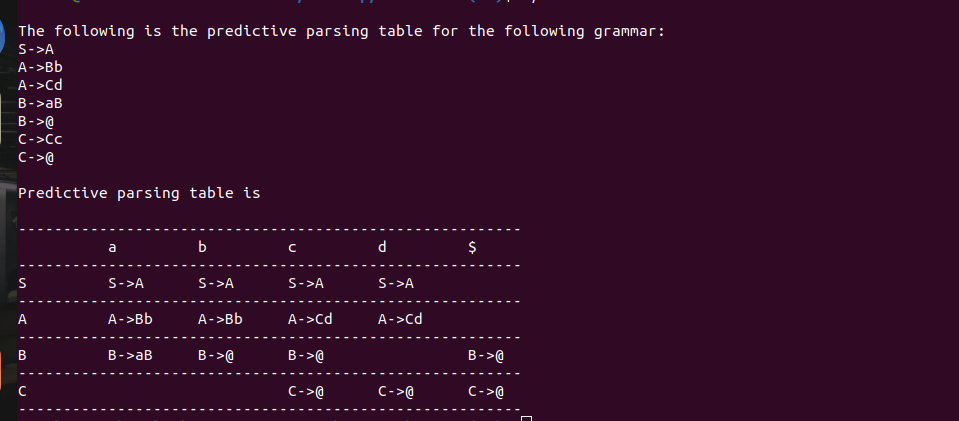 The following is the predictive parsing table for the following grammar:
S->A
A->Bb
A->Cd
B->aB
B->@
C->Cc
C->@
Predictive parsing table is
--------------------------------------------------------
a b c d $
--------------------------------------------------------
S S->A S->A S->A S->A
--------------------------------------------------------
A A->Bb A->Bb A->Cd A->Cd
--------------------------------------------------------
B B->aB B->@ B->@ B->@
--------------------------------------------------------
C C->@ C->@ C->@
--------------------------------------------------------